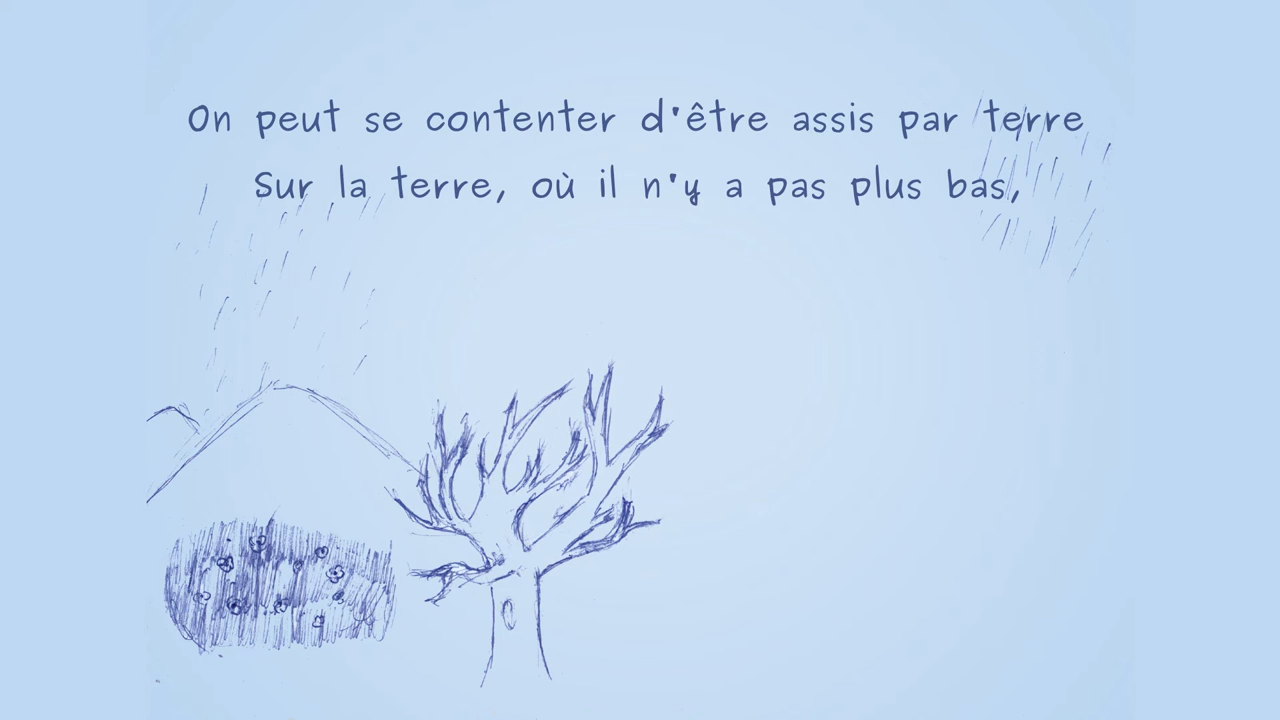 On peut se contenter d'être assis par terre
Sur la terre, où il n'y a pas plus bas,